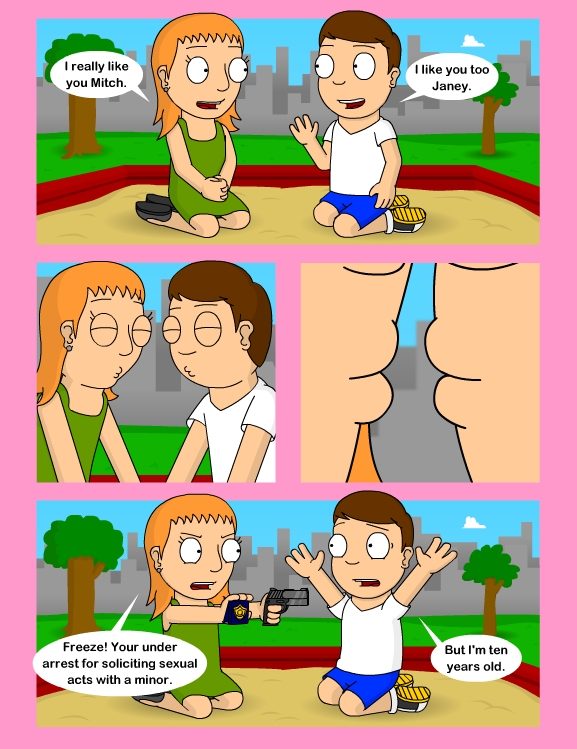 I really like
you Mitch.
I like you too
Janey.
Freeze! Your under
arrest for soliciting sexual
acts with a minor.
But I'm ten
years old.